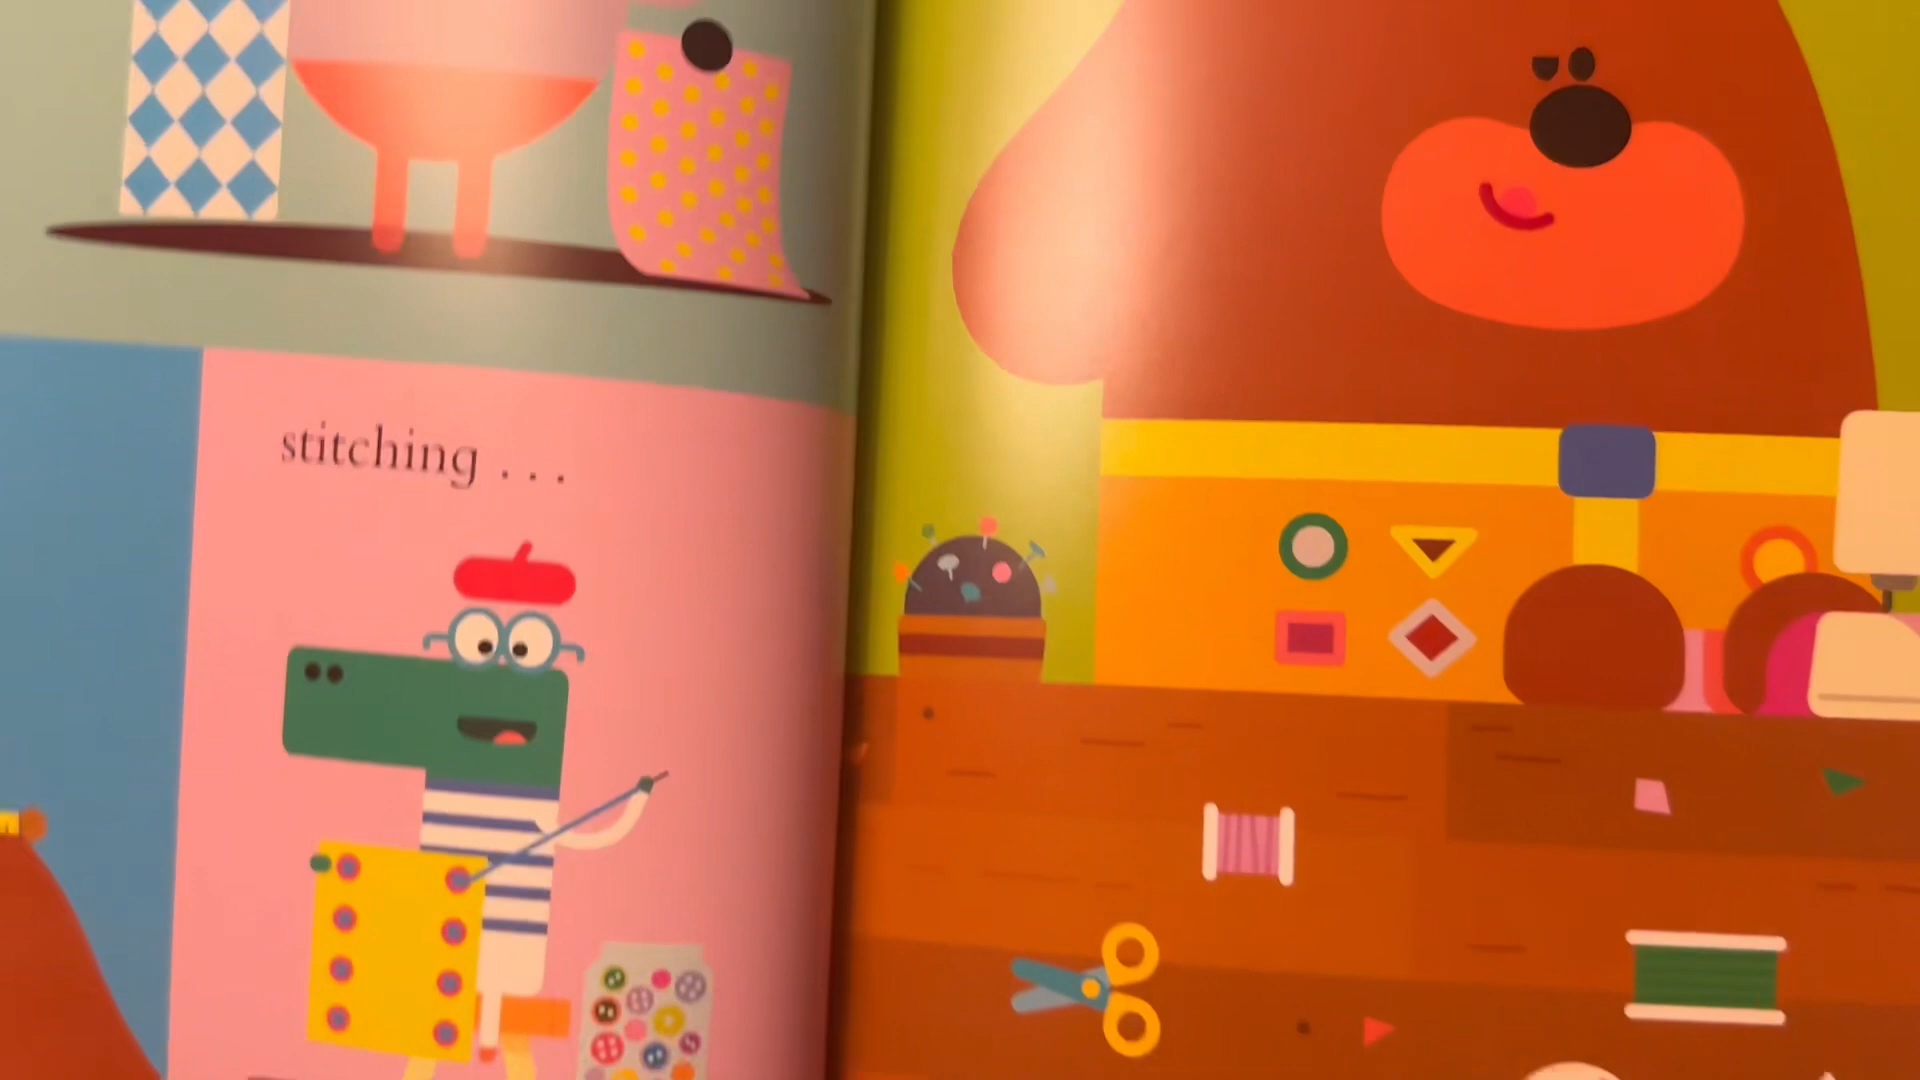 stitching . . .